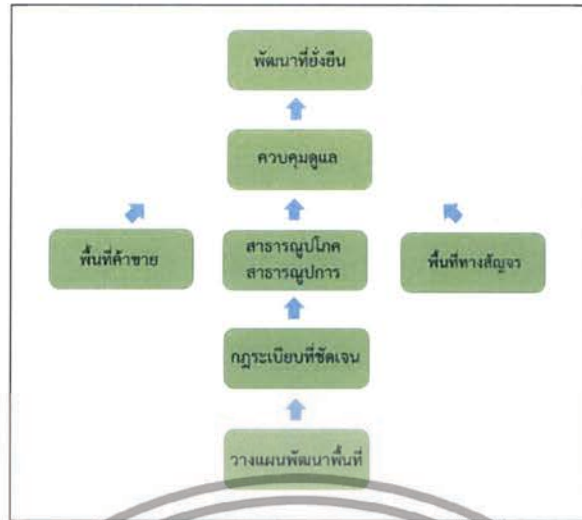 พัฒนาที่ยั่งยืน
ควบคุมดูแล
พื้นที่ค้าขาย
สาธารณูปโภค
สาธารณูปการ
พื้นที่ทางสัญจร
กฎระเบียบที่ชัดเจน
วางแผนพัฒนาพื้นที่